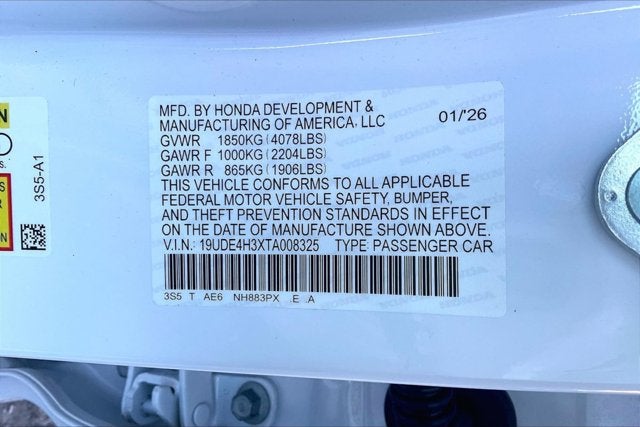 MFD. BY HONDA DEVELOPMENT &
MANUFACTURING OF AMERICA, LLC 01/'26
GVWR 1850KG(4078LBS)
GAWR F 1000KG(2204LBS)
GAWR R 865KG(1906LBS)
THIS VEHICLE CONFORMS TO ALL APPLICABLE
FEDERAL MOTOR VEHICLE SAFETY, BUMPER,
AND THEFT PREVENTION STANDARDS IN EFFECT
ON THE DATE OF MANUFACTURE SHOWN ABOVE.
V.I.N.: 19UDE4H3XTA008325 TYPE: PASSENGER CAR
3S5 T AE6 NH883PX .E .A
3S5-A1